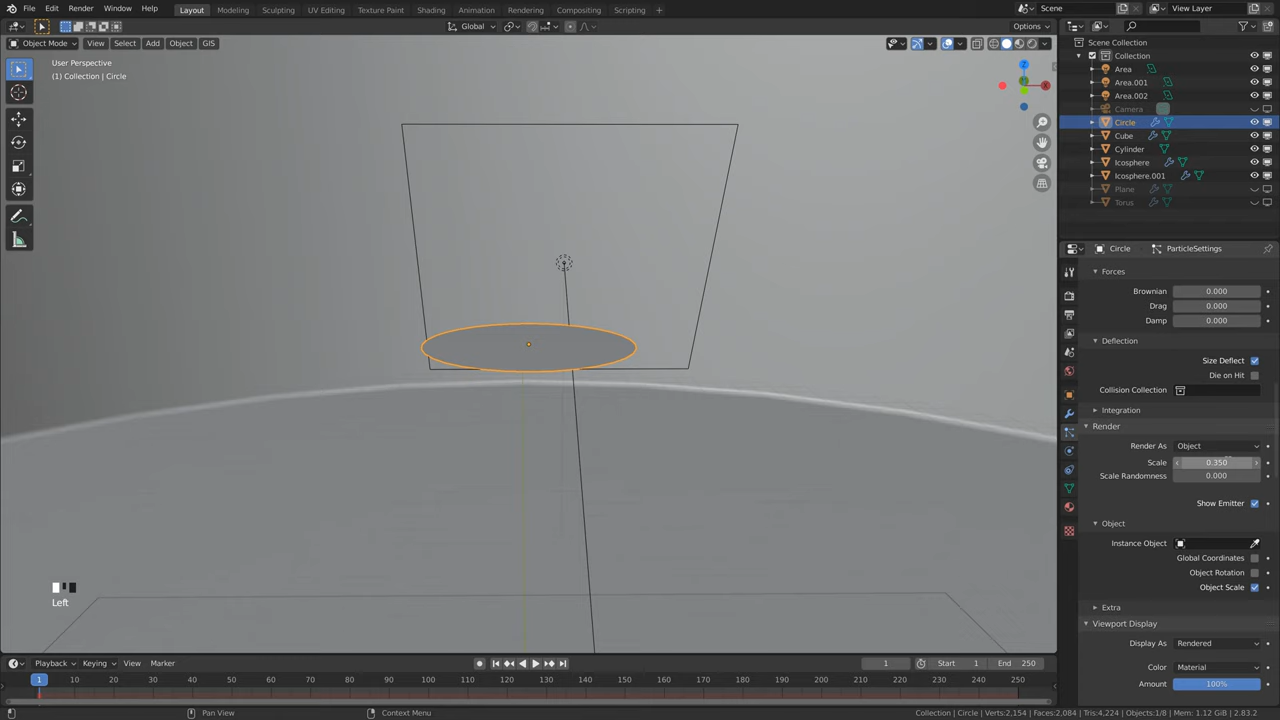 File Edit Render Window Help Layout Modeling Sculpting UV Editing Texture Paint Shading Animation Rendering Compositing Scripting + Scene View Layer
Global Options
Object Mode View Select Add Object GIS
User Perspective
(1) Collection | Circle
Scene Collection
Collection
Area
Area.001
Area.002
Camera
Circle
Cube
Cylinder
Icosphere
Icosphere.001
Plane
Torus
Circle ParticleSettings
Forces
Brownian 0.000
Drag 0.000
Damp 0.000
Deflection
Size Deflect
Die on Hit
Collision Collection
Integration
Render
Render As Object
Scale 0.350
Scale Randomness 0.000
Show Emitter
Object
Instance Object
Global Coordinates
Object Rotation
Object Scale
Extra
Viewport Display
Display As Rendered
Color Material
Amount 100%
Left
Playback Keying View Marker 1 Start 1 End 250
1 10 20 30 40 50 60 70 80 90 100 110 120 130 140 150 160 170 180 190 200 210 220 230 240 250
Select Pan View Context Menu Collection | Circle | Verts:2,154 | Faces:2,084 | Tris:4,224 | Objects:1/8 | Mem: 1.12 GiB | 2.83.2